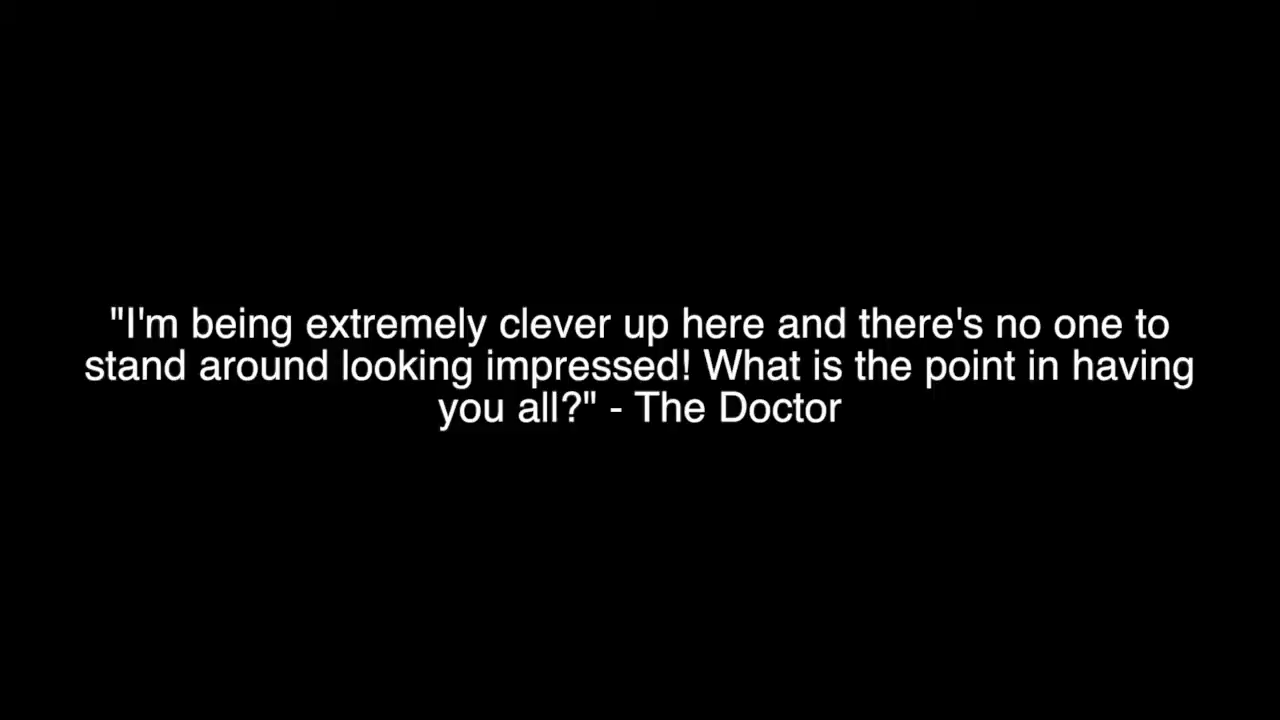 "I'm being extremely clever up here and there's no one to
stand around looking impressed! What is the point in having
you all?" - The Doctor